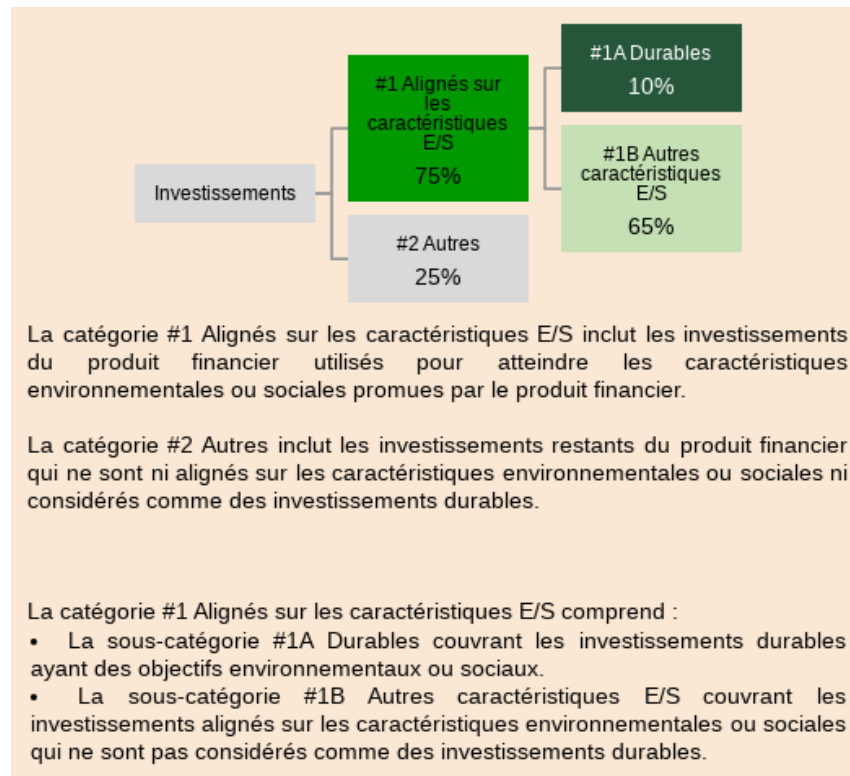 #1A Durables
10%
#1 Alignés sur
les
caractéristiques
E/S
75%
#1B Autres
caractéristiques
E/S
65%
Investissements
#2 Autres
25%
La catégorie #1 Alignés sur les caractéristiques E/S inclut les investissements
du produit financier utilisés pour atteindre les caractéristiques
environnementales ou sociales promues par le produit financier.
La catégorie #2 Autres inclut les investissements restants du produit financier
qui ne sont ni alignés sur les caractéristiques environnementales ou sociales ni
considérés comme des investissements durables.
La catégorie #1 Alignés sur les caractéristiques E/S comprend :
• La sous-catégorie #1A Durables couvrant les investissements durables
ayant des objectifs environnementaux ou sociaux.
• La sous-catégorie #1B Autres caractéristiques E/S couvrant les
investissements alignés sur les caractéristiques environnementales ou sociales
qui ne sont pas considérés comme des investissements durables.